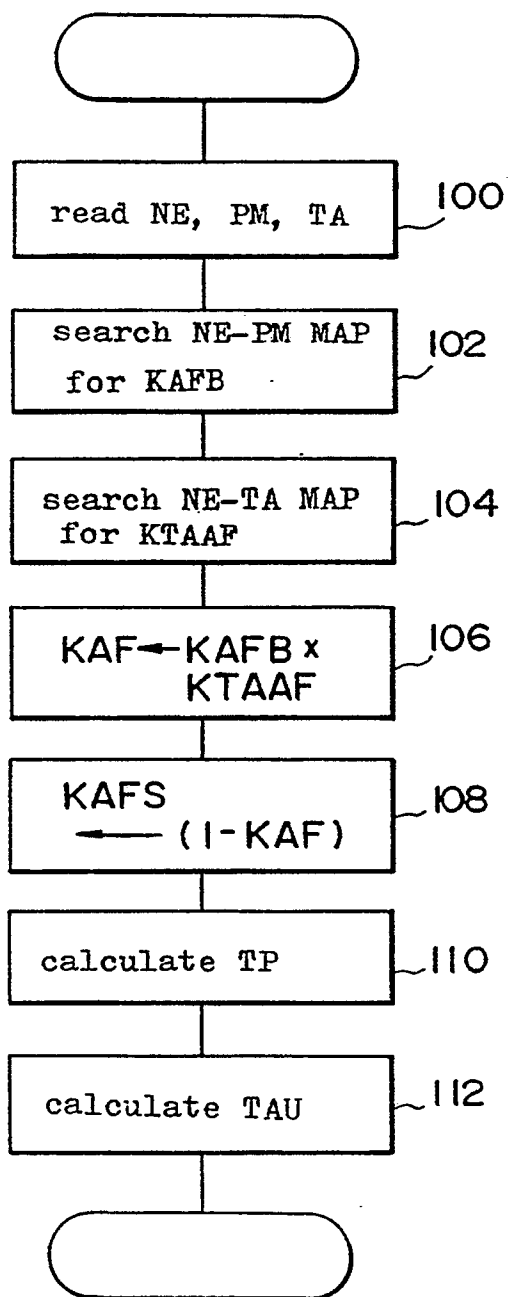 read NE, PM, TA
100
search NE-PM MAP
for KAFB
102
search NE-TA MAP
for KTAAF
104
KAF←KAFB x
KTAAF
106
KAFS
← (1-KAF)
108
calculate TP
110
calculate TAU
112